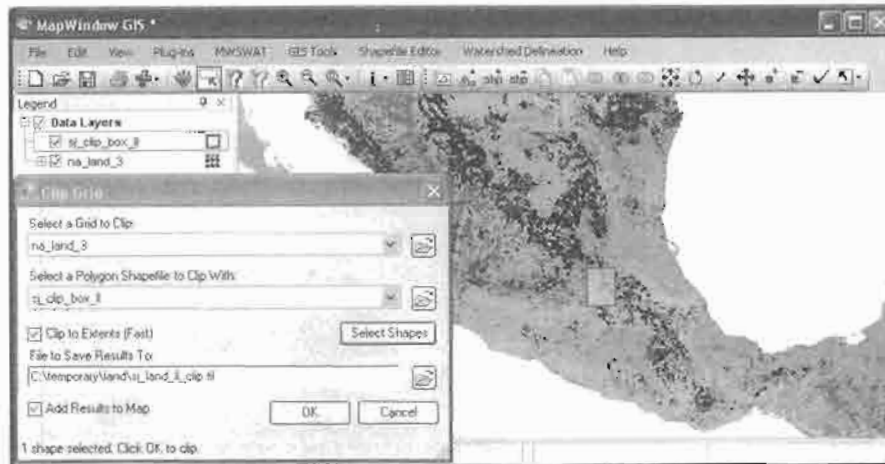 MapWindow GIS *
File Edit View Plug-ins MWSWAT GIS Tools Shapefile Editor Watershed Delineation Help
Legend
Data Layers
sj_clip_box_ll
na_land_3
Clip Grid
Select a Grid to Clip:
na_land_3
Select a Polygon Shapefile to Clip With:
sj_clip_box_ll
Clip to Extents (Fast)
Select Shapes
File to Save Results To:
C:\temporary\land\sj_land_ll_clip.tif
Add Results to Map
OK
Cancel
1 shape selected. Click OK to clip.